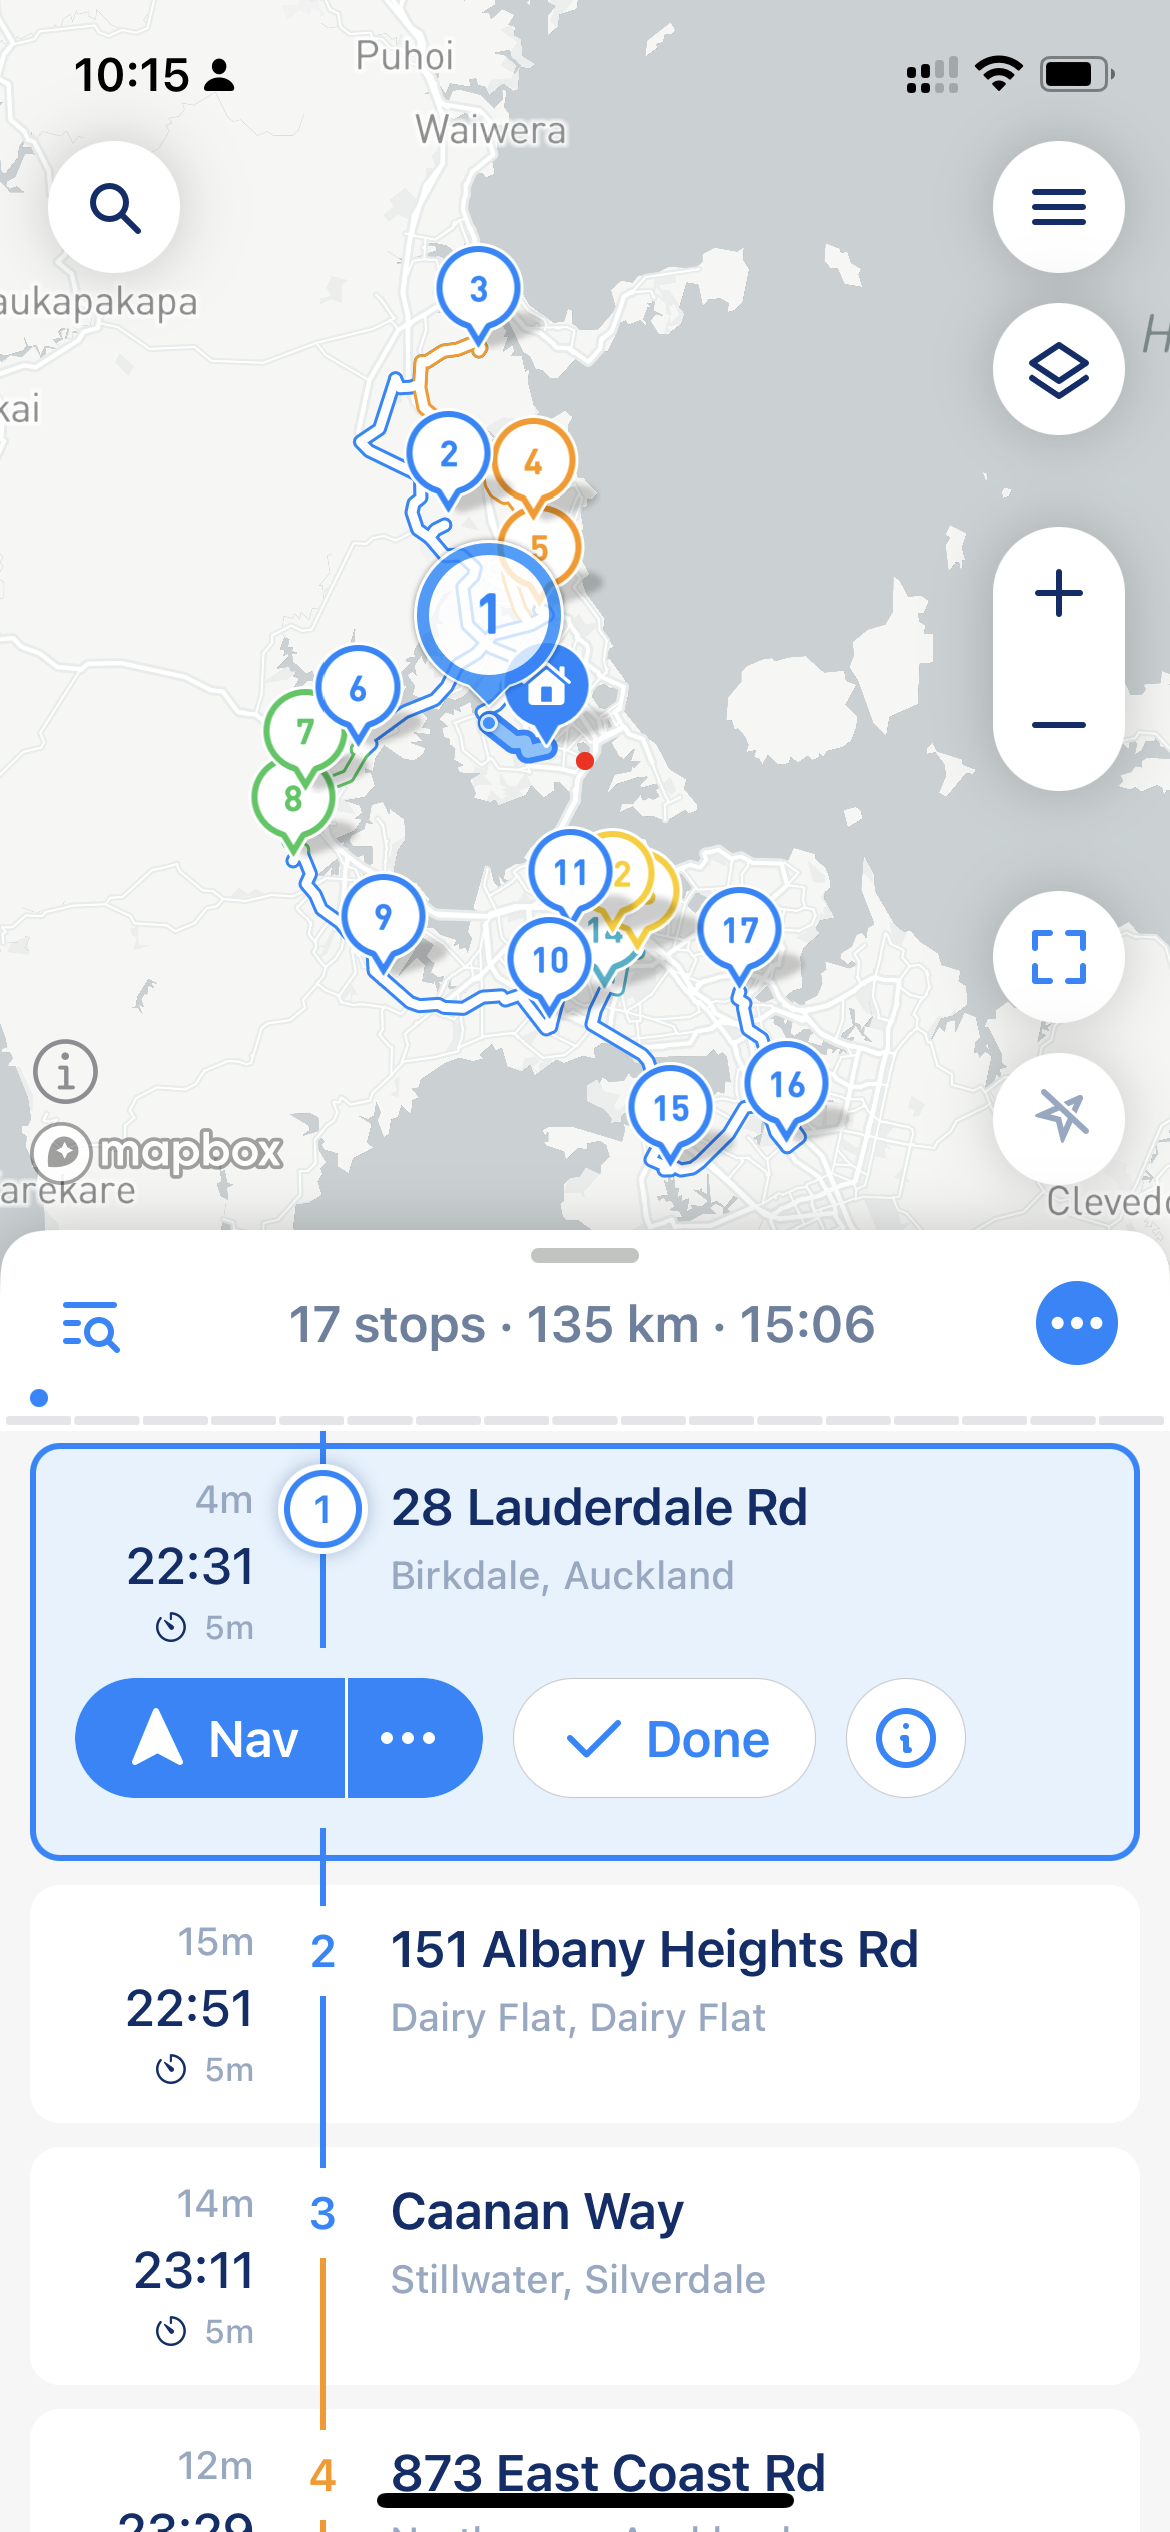 10:15
Puhoi
Waiwera
aukapakapa
kai
H
3
2
4
5
1
6
7
8
9
11
2
14
10
17
16
15
mapbox
arekare
Clevedo
17 stops · 135 km · 15:06
4m
1
28 Lauderdale Rd
22:31
Birkdale, Auckland
5m
Nav
Done
15m
2
151 Albany Heights Rd
22:51
Dairy Flat, Dairy Flat
5m
14m
3
Caanan Way
23:11
Stillwater, Silverdale
5m
12m
4
873 East Coast Rd
23:29